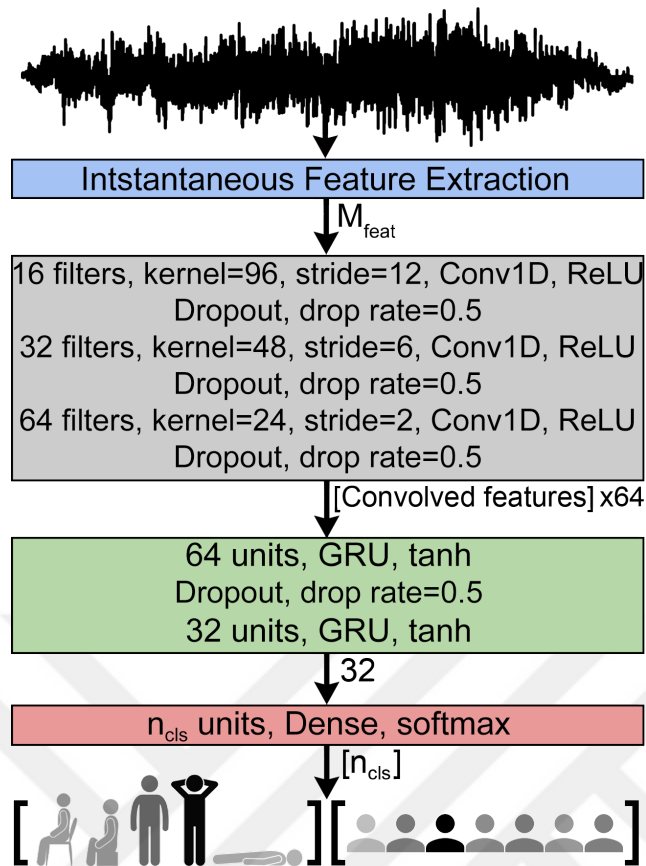 Intstantaneous Feature Extraction
M_feat
16 filters, kernel=96, stride=12, Conv1D, ReLU
Dropout, drop rate=0.5
32 filters, kernel=48, stride=6, Conv1D, ReLU
Dropout, drop rate=0.5
64 filters, kernel=24, stride=2, Conv1D, ReLU
Dropout, drop rate=0.5
[Convolved features] x64
64 units, GRU, tanh
Dropout, drop rate=0.5
32 units, GRU, tanh
32
n_cls units, Dense, softmax
[n_cls]